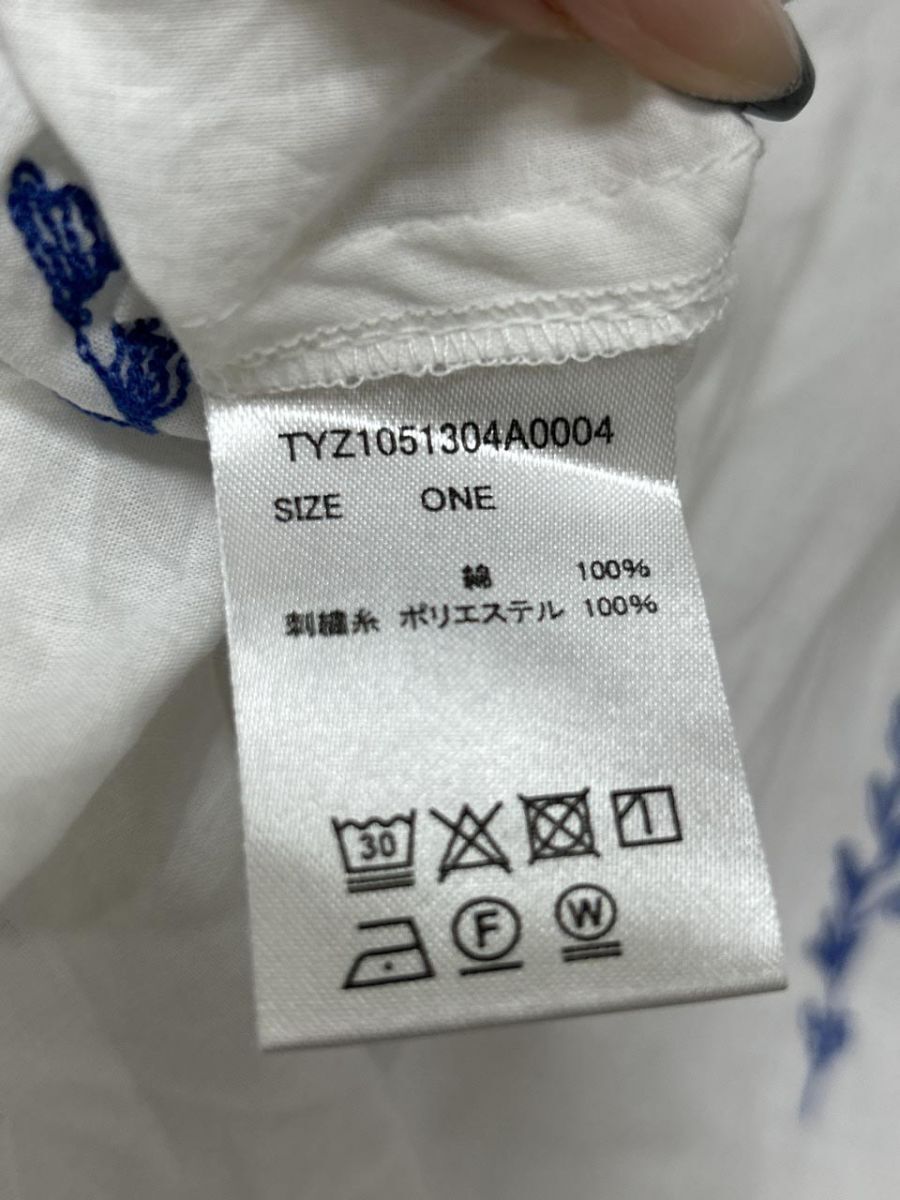 TYZ1051304A0004
SIZE ONE
綿 100%
刺繍糸 ポリエステル 100%
30
F W